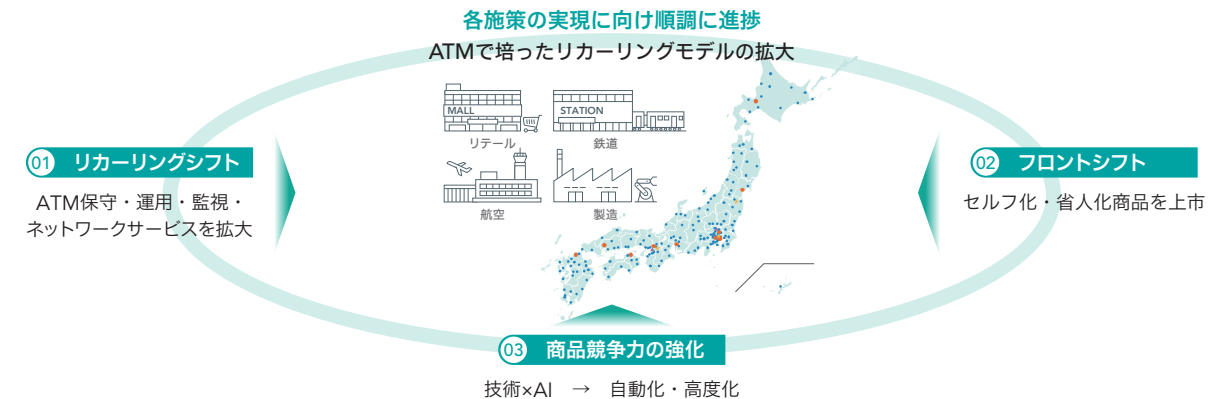 各施策の実現に向け順調に進捗
ATMで培ったリカーリングモデルの拡大
MALL
STATION
リテール
鉄道
航空
製造
01 リカーリングシフト
ATM保守・運用・監視・
ネットワークサービスを拡大
02 フロントシフト
セルフ化・省人化商品を上市
03 商品競争力の強化
技術×AI → 自動化・高度化